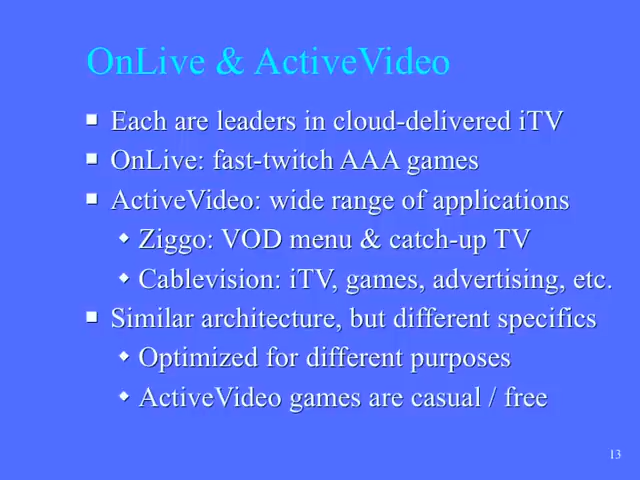 OnLive & ActiveVideo
Each are leaders in cloud-delivered iTV
OnLive: fast-twitch AAA games
ActiveVideo: wide range of applications
Ziggo: VOD menu & catch-up TV
Cablevision: iTV, games, advertising, etc.
Similar architecture, but different specifics
Optimized for different purposes
ActiveVideo games are casual / free
13